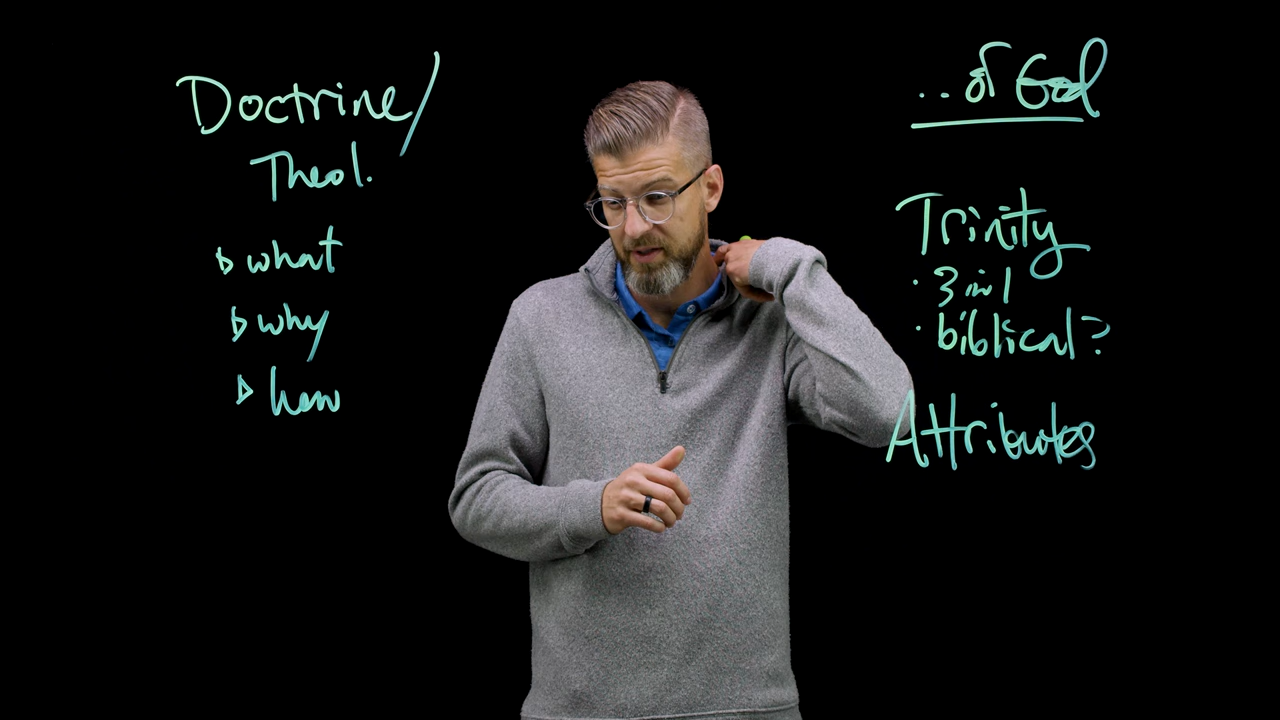 Doctrine/
Theol.
what
why
how
.. of God
Trinity
· 3 in 1
· biblical?
Attributes